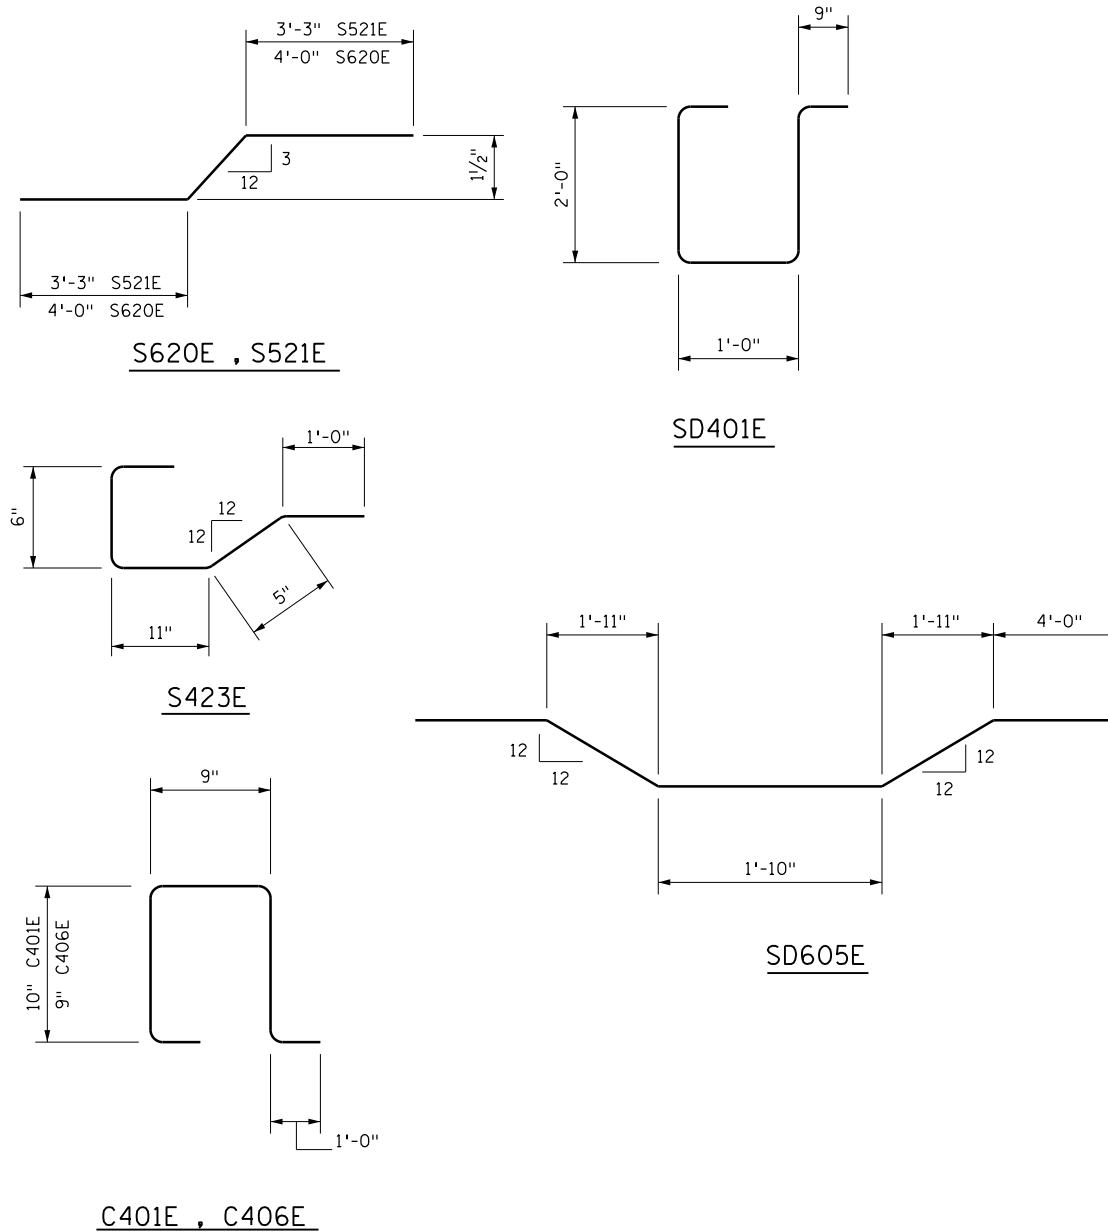 3'-3" S521E
4'-0" S620E
3
12
1½"
3'-3" S521E
4'-0" S620E
S620E , S521E
9"
2'-0"
1'-0"
SD401E
1'-0"
6"
12
12
5"
11"
S423E
1'-11"
1'-11"
4'-0"
12
12
12
12
1'-10"
SD605E
9"
10" C401E
9" C406E
1'-0"
C401E , C406E